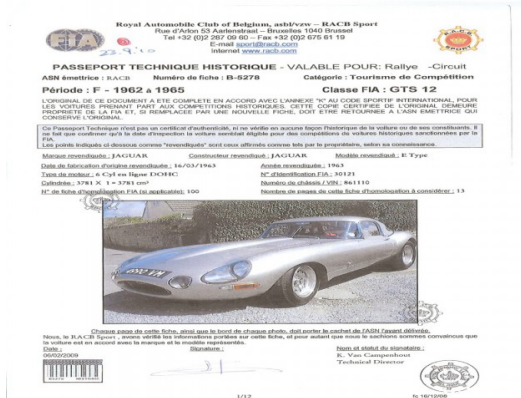 Royal Automobile Club of Belgium, asbl/vzw – RACB Sport
Rue d'Arlon 53 Aarlenstraat – Bruxelles 1040 Brussel
Tel +32 (0)2 287 09 60 – Fax +32 (0)2 675 61 19
E-mail sport@racb.com
Internet www.racb.com
FIA
22.9.10
SPORT
PASSEPORT TECHNIQUE HISTORIQUE - VALABLE POUR: Rallye -Circuit
ASN émettrice : RACB Numéro de fiche : B-5278 Catégorie : Tourisme de Compétition
Période : F - 1962 à 1965 Classe FIA : GTS 12
L'ORIGINAL DE CE DOCUMENT A ETE COMPLETE EN ACCORD AVEC L'ANNEXE "K" AU CODE SPORTIF INTERNATIONAL, POUR
LES VOITURES PRENANT PART AUX COMPETITIONS HISTORIQUES. CETTE COPIE CERTIFIEE DE L'ORIGINAL DEMEURE
PROPRIETE DE LA FIA ET, SI REMPLACEE PAR UNE NOUVELLE FICHE, DOIT ETRE RETOURNEE A L'ASN EMETTRICE QUI
CONSERVE L'ORIGINAL.
Ce Passeport Technique n'est pas un certificat d'authenticité, ni ne vérifie en aucune façon l'historique de la voiture ou de ses constituants. Il
ne fait que confirmer qu'à la date d'inspection la voiture semblait éligible pour des compétitions de voitures historiques sanctionnées par la
FIA.
Les points indiqués ci-dessous comme "revendiqué" sont ceux affirmés comme tels par le propriétaire, selon sa connaissance.
Marque revendiquée : JAGUAR Constructeur revendiqué : JAGUAR Modèle revendiqué : E Type
Date de fabrication d'origine revendiquée : 16/03/1963 Année revendiquée : 1963
Type de moteur : 6 Cyl en ligne DOHC N° d'identification FIA : 30121
Cylindrée : 3781 X 1 = 3781 cm³ Numéro de châssis / VIN : 861110
N° de fiche d'homologation FIA (si applicable): 100 Nombre de pages de cette fiche d'homologation à considérer : 13
Chaque page de cette fiche, ainsi que le bord de chaque photo, doit porter le cachet de l'ASN l'ayant délivrée.
Nous, le RACB Sport, avons vérifié les informations portées sur cette fiche, et pour autant que nous le sachions sommes convaincus que
la voiture est en accord avec la marque et le modèle représentés.
Date : Signature : Nom et statut du signataire :
06/02/2009 K. Van Campenhout
Technical Director
1/12 fc 16/12/08